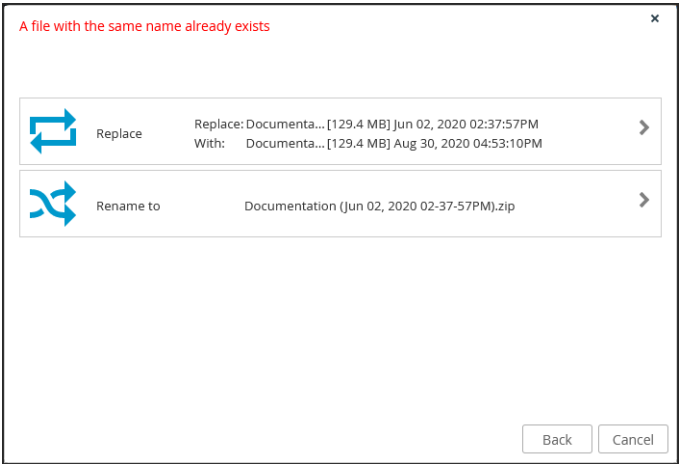 A file with the same name already exists
×
Replace
Replace: Documenta... [129.4 MB] Jun 02, 2020 02:37:57PM
With: Documenta... [129.4 MB] Aug 30, 2020 04:53:10PM
Rename to Documentation (Jun 02, 2020 02-37-57PM).zip
Back Cancel